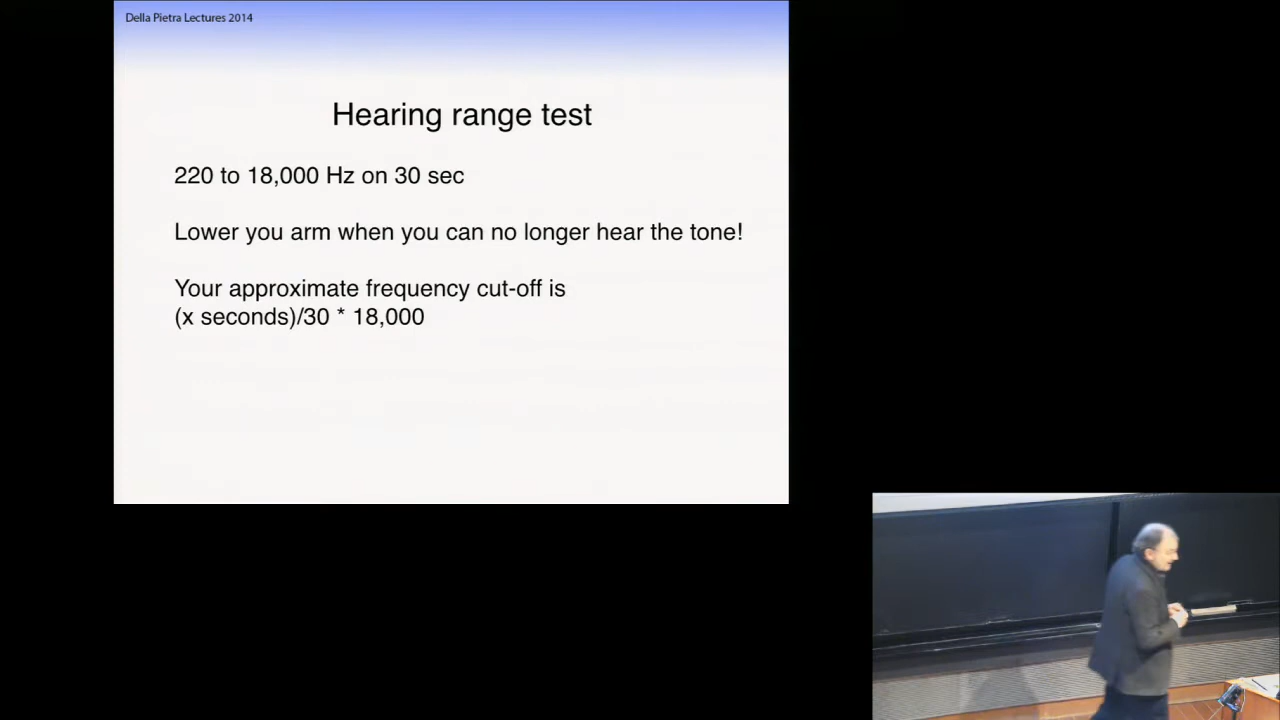 Della Pietra Lectures 2014
Hearing range test
220 to 18,000 Hz on 30 sec
Lower you arm when you can no longer hear the tone!
Your approximate frequency cut-off is
(x seconds)/30 * 18,000